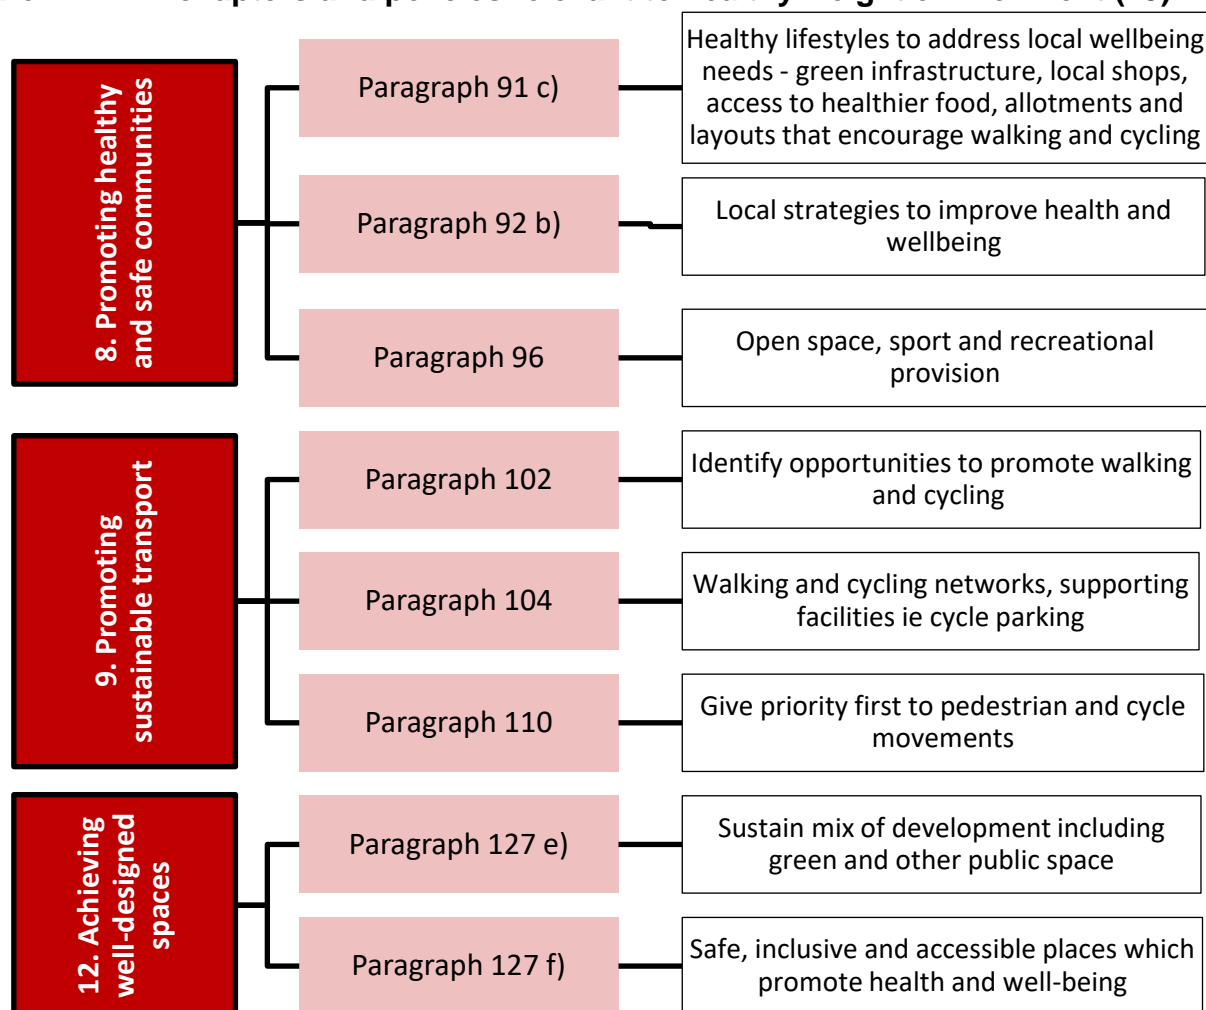 8. Promoting healthy
and safe communities
Paragraph 91 c)
Healthy lifestyles to address local wellbeing
needs - green infrastructure, local shops,
access to healthier food, allotments and
layouts that encourage walking and cycling
Paragraph 92 b)
Local strategies to improve health and
wellbeing
Paragraph 96
Open space, sport and recreational
provision
9. Promoting
sustainable transport
Paragraph 102
Identify opportunities to promote walking
and cycling
Paragraph 104
Walking and cycling networks, supporting
facilities ie cycle parking
Paragraph 110
Give priority first to pedestrian and cycle
movements
12. Achieving
well-designed
spaces
Paragraph 127 e)
Sustain mix of development including
green and other public space
Paragraph 127 f)
Safe, inclusive and accessible places which
promote health and well-being